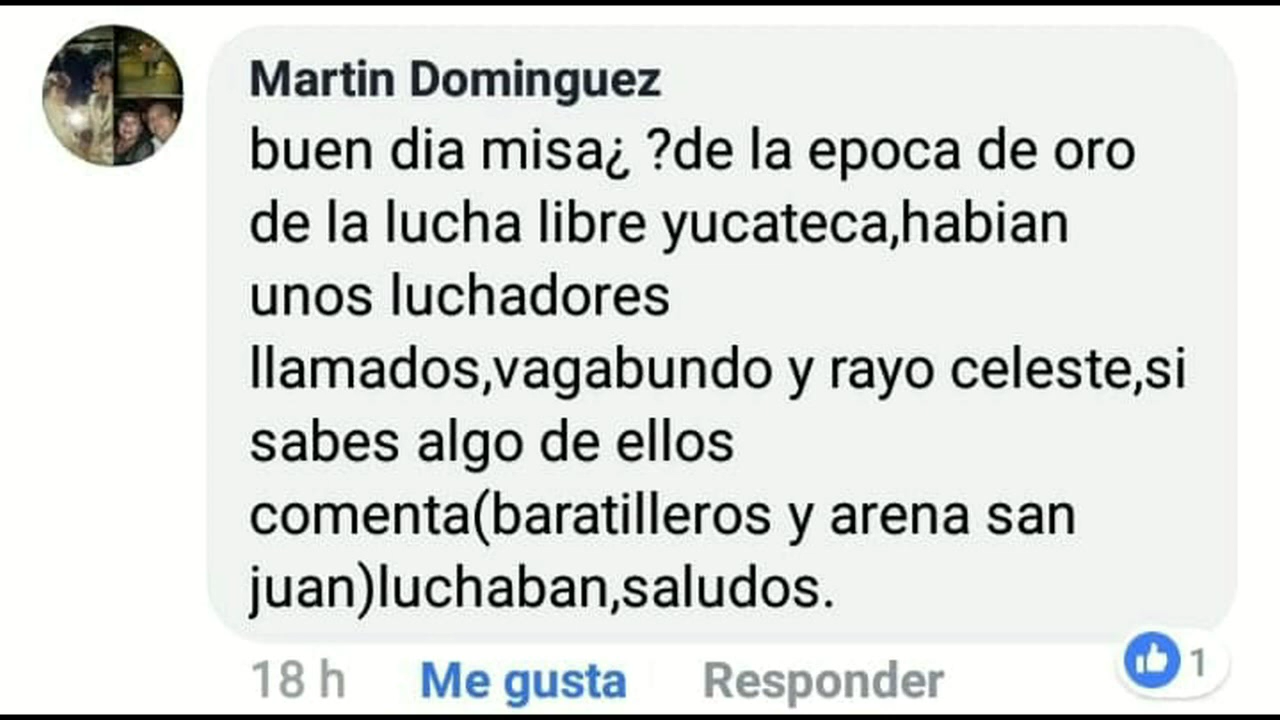 Martin Dominguez
buen dia misa¿ ?de la epoca de oro
de la lucha libre yucateca,habian
unos luchadores
llamados,vagabundo y rayo celeste,si
sabes algo de ellos
comenta(baratilleros y arena san
juan)luchaban,saludos.
18 h Me gusta Responder 1